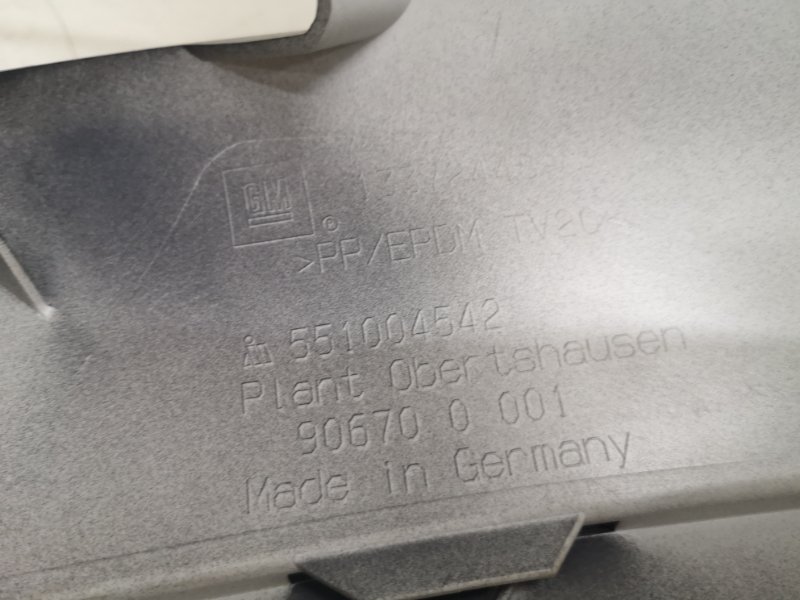 GM ®
>PP/EPDM TV20
551004542
Plant Obertshausen
90670 0 001
Made in Germany